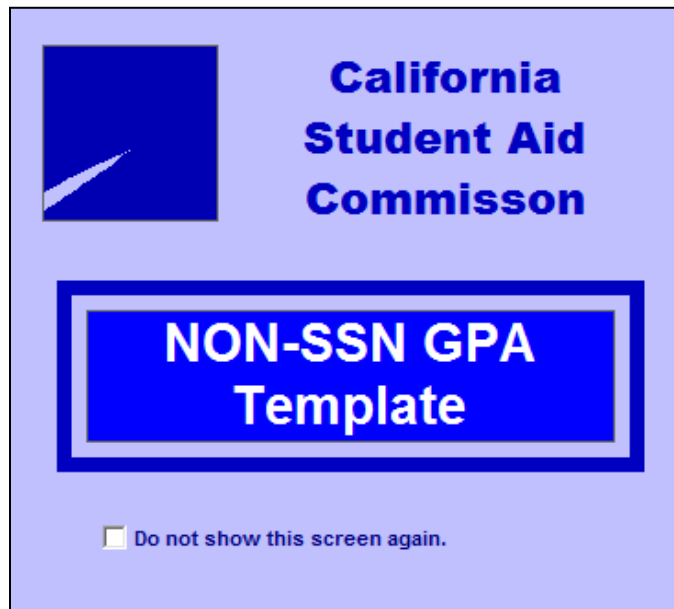 California
Student Aid
Commisson
NON-SSN GPA
Template
Do not show this screen again.